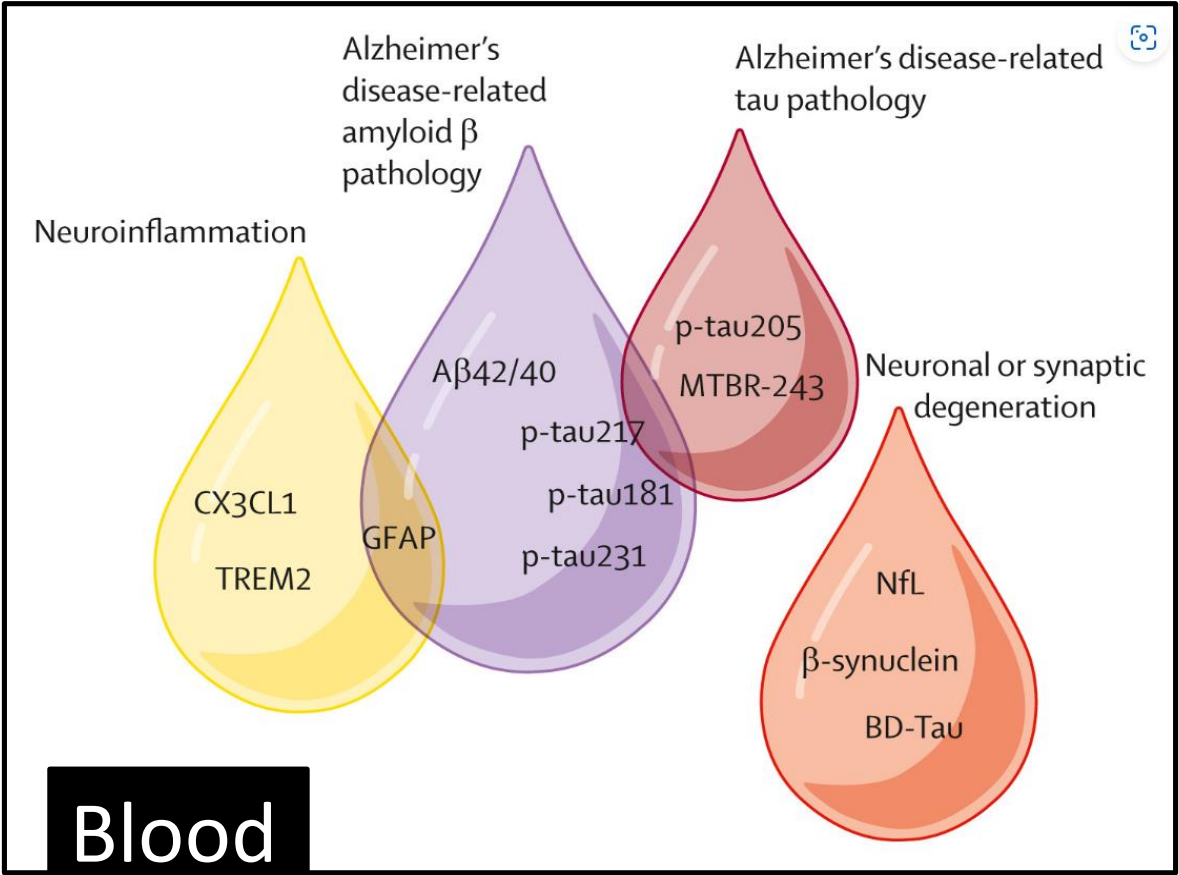 Alzheimer's
disease-related
amyloid β
pathology
Alzheimer's disease-related
tau pathology
Neuroinflammation
Neuronal or synaptic
degeneration
CX3CL1
TREM2
GFAP
Aβ42/40
p-tau217
p-tau181
p-tau231
p-tau205
MTBR-243
NfL
β-synuclein
BD-Tau
Blood